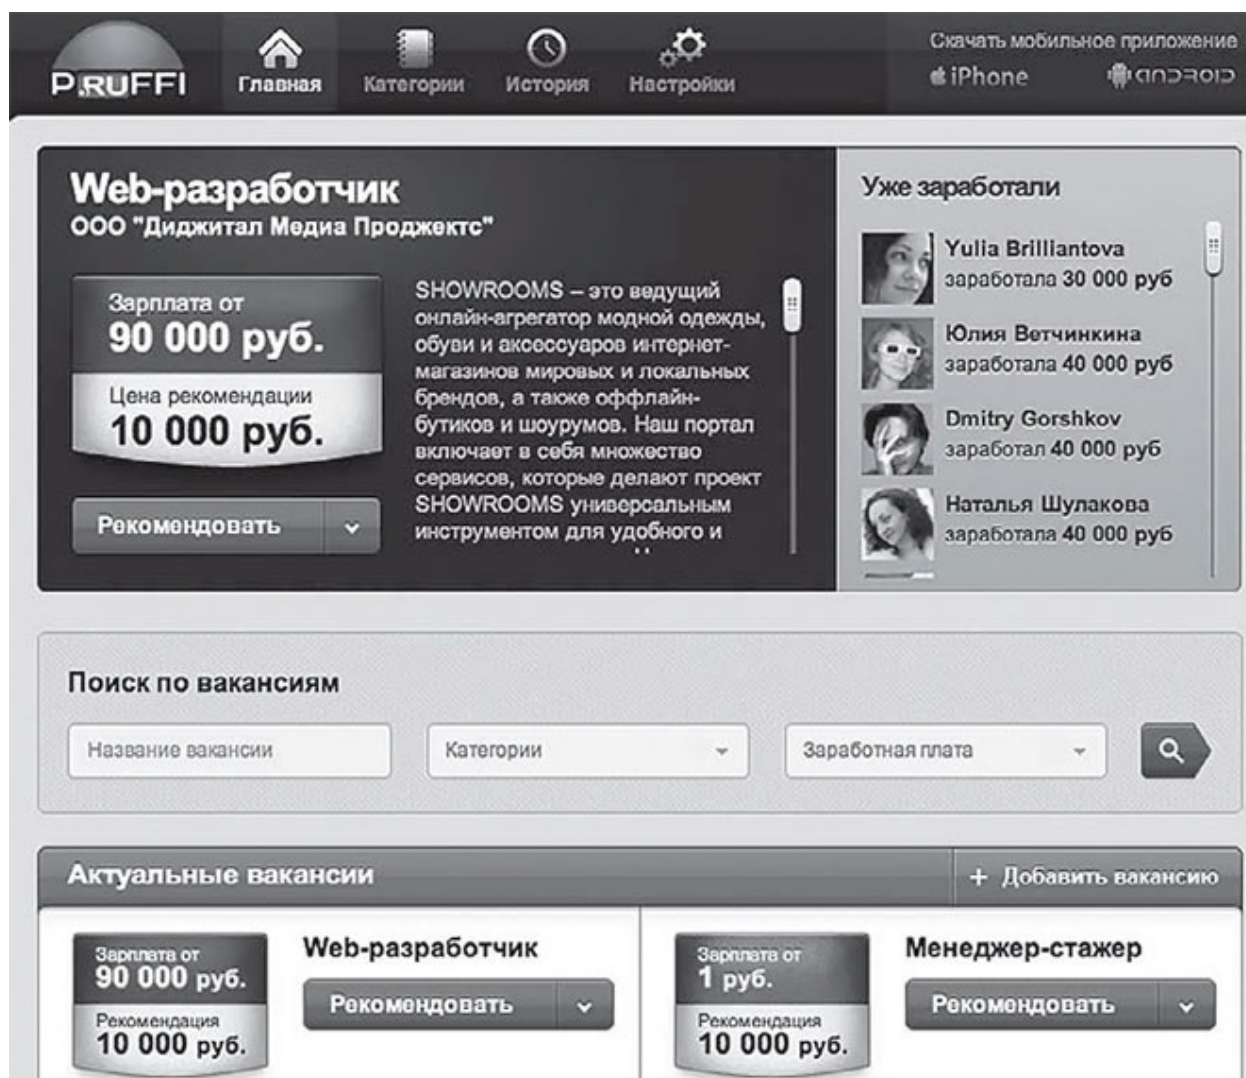 P.RUFFI
Главная
Категории
История
Настройки
Скачать мобильное приложение
iPhone
ANDROID
Web-разработчик
ООО "Диджитал Медиа Проджектс"
Зарплата от
90 000 руб.
Цена рекомендации
10 000 руб.
Рекомендовать
SHOWROOMS – это ведущий
онлайн-агрегатор модной одежды,
обуви и аксессуаров интернет-
магазинов мировых и локальных
брендов, а также оффлайн-
бутиков и шоурумов. Наш портал
включает в себя множество
сервисов, которые делают проект
SHOWROOMS универсальным
инструментом для удобного и
Уже заработали
Yulia Brilliantova
заработала 30 000 руб
Юлия Ветчинкина
заработала 40 000 руб
Dmitry Gorshkov
заработал 40 000 руб
Наталья Шулакова
заработала 40 000 руб
Поиск по вакансиям
Название вакансии
Категории
Заработная плата
Актуальные вакансии
+ Добавить вакансию
Зарплата от
90 000 руб.
Рекомендация
10 000 руб.
Web-разработчик
Рекомендовать
Зарплата от
1 руб.
Рекомендация
10 000 руб.
Менеджер-стажер
Рекомендовать